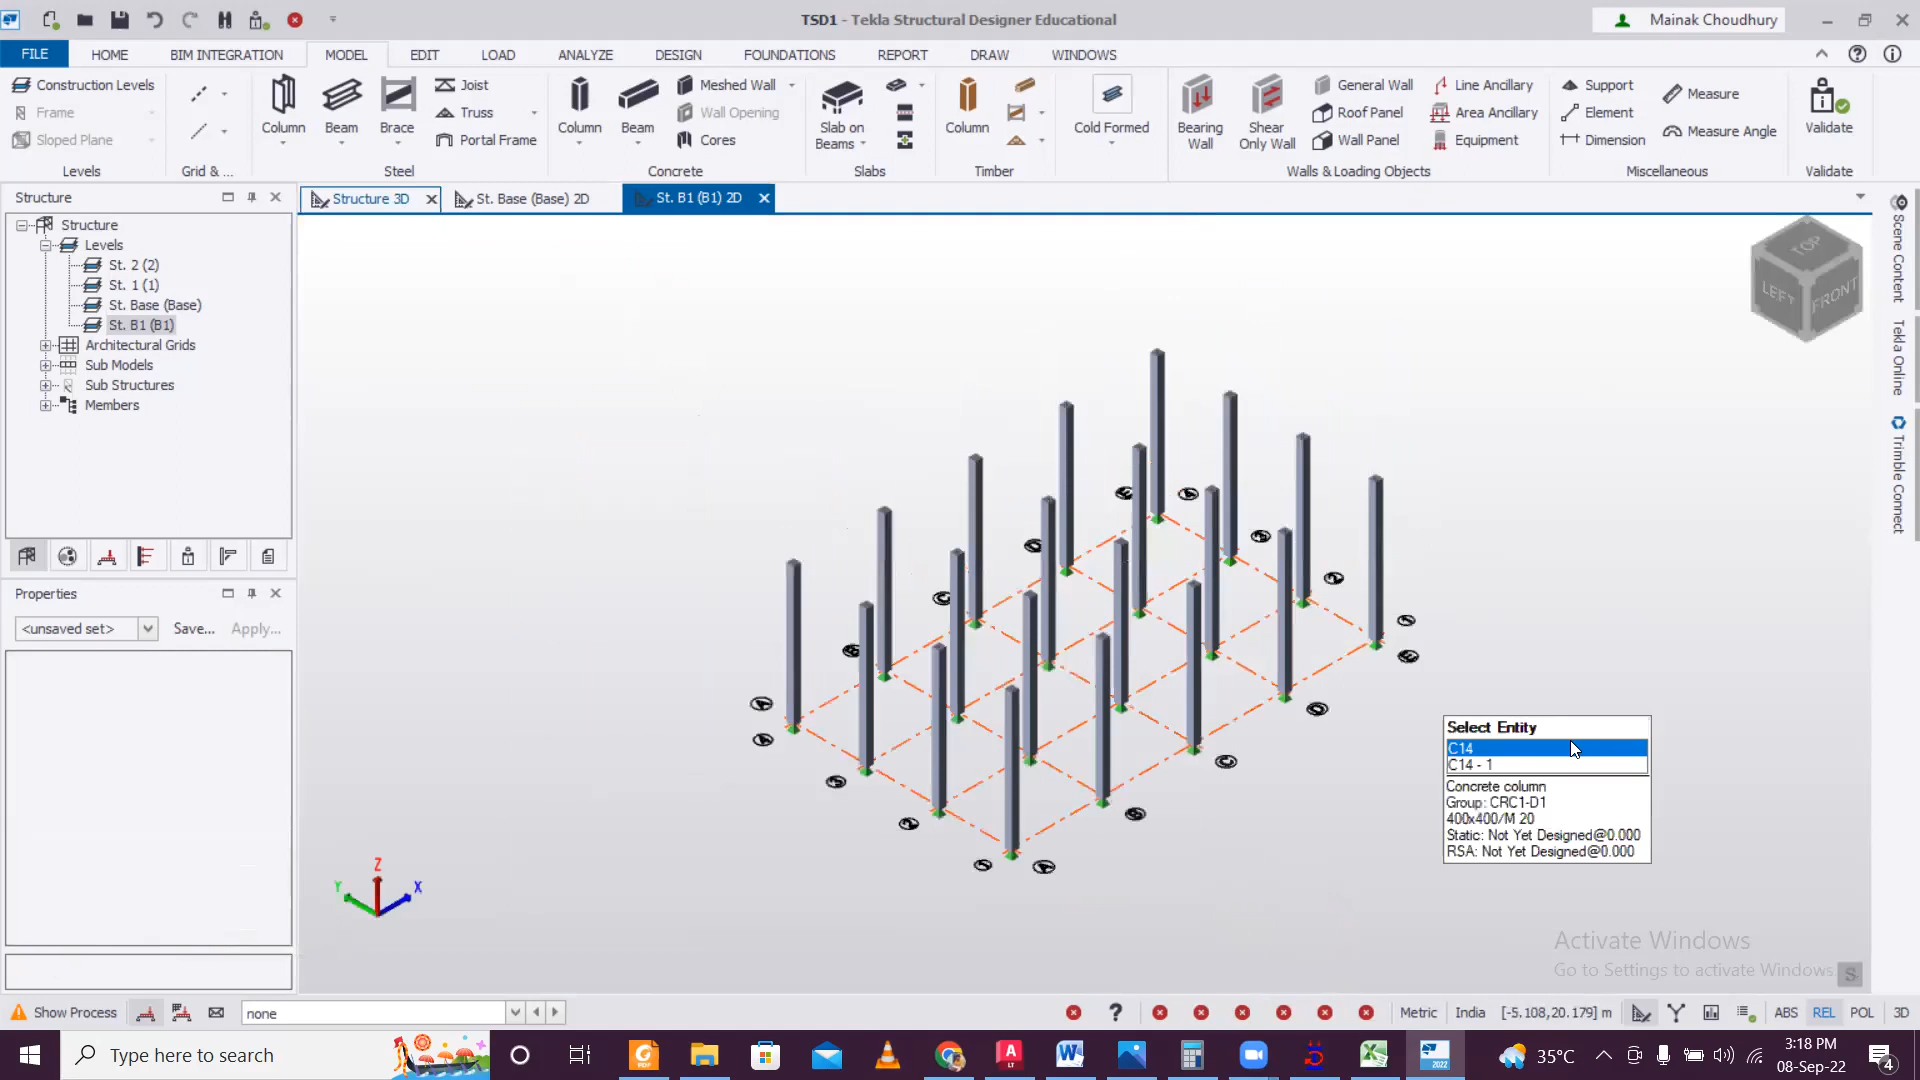 TSD1 - Tekla Structural Designer Educational
Mainak Choudhury
FILE HOME BIM INTEGRATION MODEL EDIT LOAD ANALYZE DESIGN FOUNDATIONS REPORT DRAW WINDOWS
Construction Levels
Frame
Sloped Plane
Levels
Grid & ...
Column
Beam
Brace
Joist
Truss
Portal Frame
Steel
Column
Beam
Meshed Wall
Wall Opening
Cores
Concrete
Slab on
Beams
Slabs
Column
Timber
Cold Formed
Bearing
Wall
Shear
Only Wall
General Wall
Roof Panel
Wall Panel
Line Ancillary
Area Ancillary
Equipment
Walls & Loading Objects
Support
Element
Dimension
Measure
Measure Angle
Miscellaneous
Validate
Validate
Structure
Structure
Levels
St. 2 (2)
St. 1 (1)
St. Base (Base)
St. B1 (B1)
Architectural Grids
Sub Models
Sub Structures
Members
Properties
<unsaved set> Save... Apply...
Structure 3D
St. Base (Base) 2D
St. B1 (B1) 2D
TOP
LEFT
FRONT
Scene Content
Tekla Online
Trimble Connect
Select Entity
C14
C14 - 1
Concrete column
Group: CRC1-D1
400x400/M 20
Static: Not Yet Designed@0.000
RSA: Not Yet Designed@0.000
Z
Y
X
Activate Windows
Go to Settings to activate Windows.
Show Process
none
Metric India [-5.108,20.179] m ABS REL POL 3D
Type here to search
35°C
3:18 PM
08-Sep-22
4